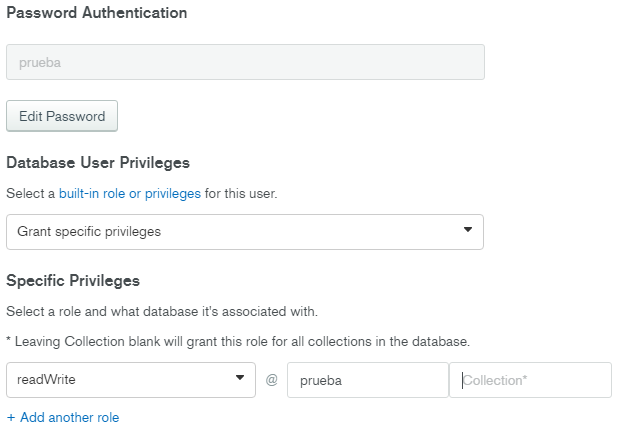 Password Authentication
prueba
Edit Password
Database User Privileges
Select a built-in role or privileges for this user.
Grant specific privileges
Specific Privileges
Select a role and what database it's associated with.
* Leaving Collection blank will grant this role for all collections in the database.
readWrite @ prueba Collection*
+ Add another role